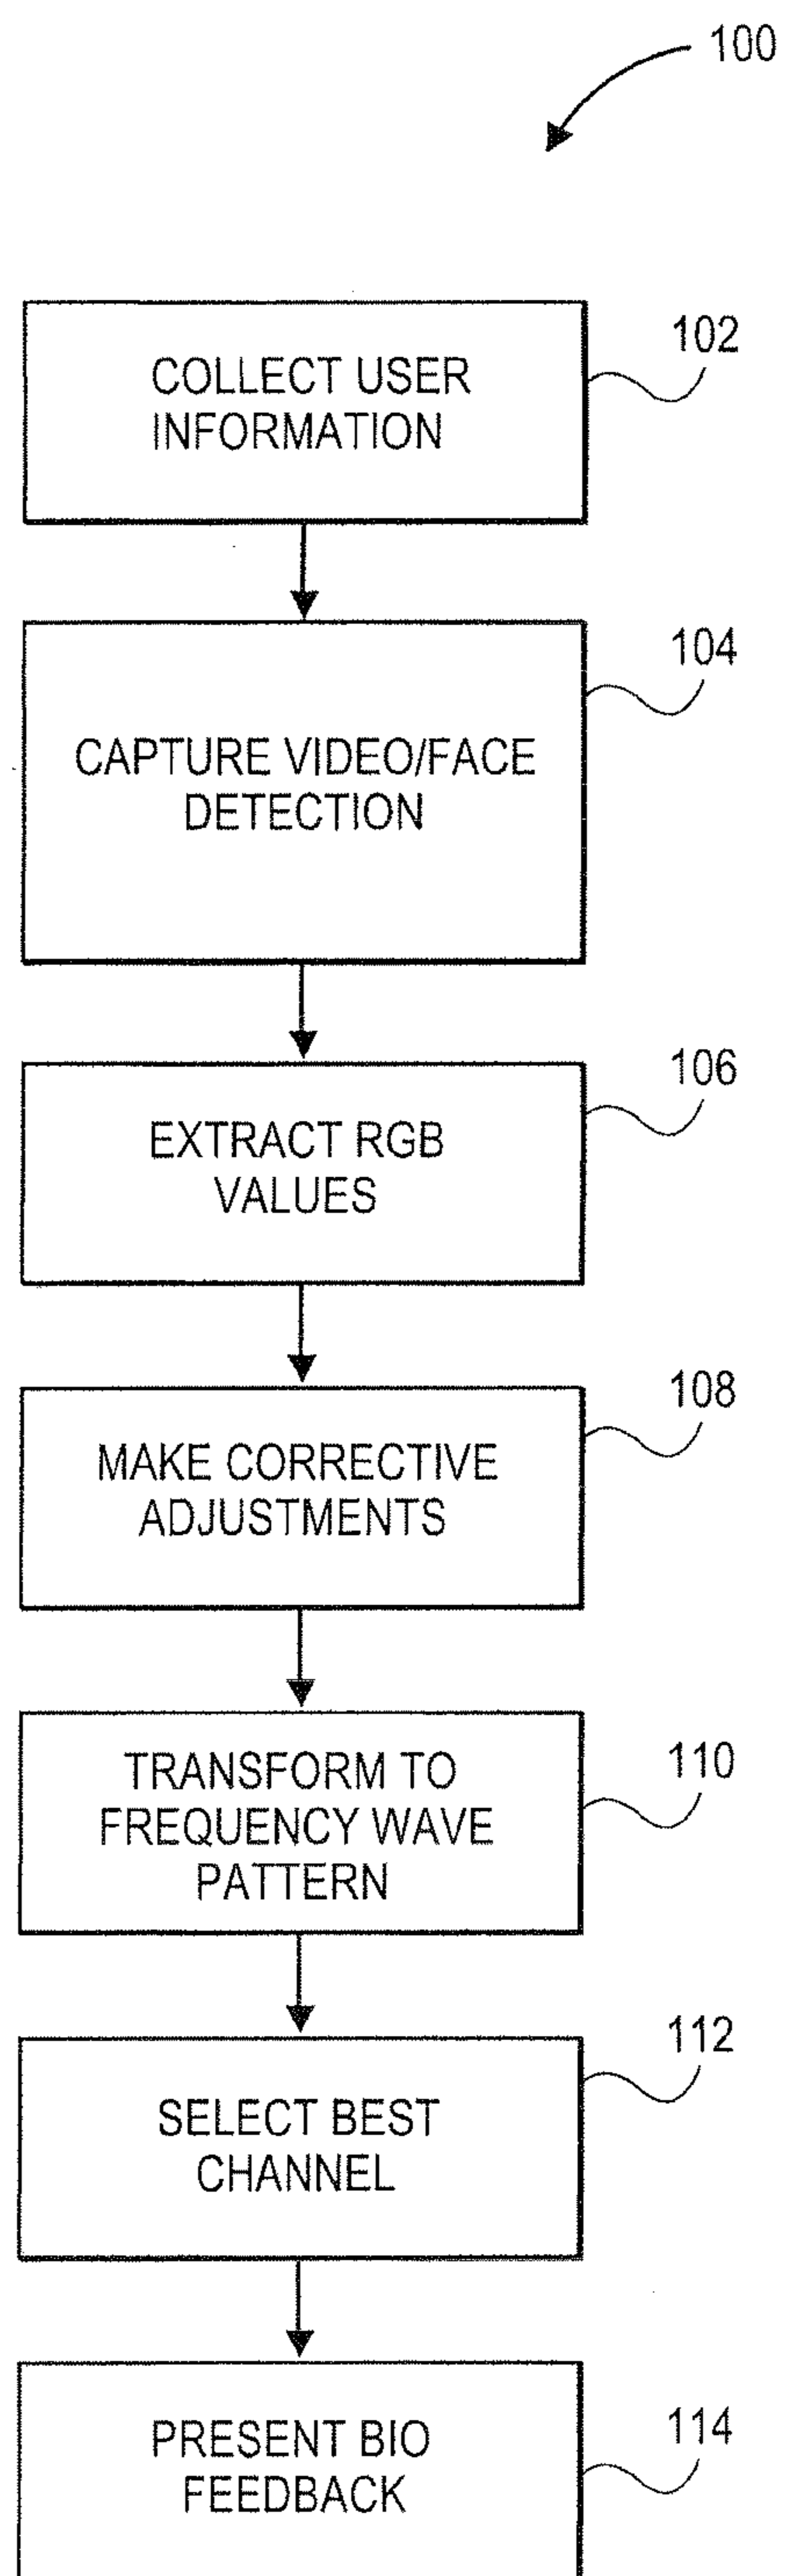 100
COLLECT USER
INFORMATION
102
CAPTURE VIDEO/FACE
DETECTION
104
EXTRACT RGB
VALUES
106
MAKE CORRECTIVE
ADJUSTMENTS
108
TRANSFORM TO
FREQUENCY WAVE
PATTERN
110
SELECT BEST
CHANNEL
112
PRESENT BIO
FEEDBACK
114